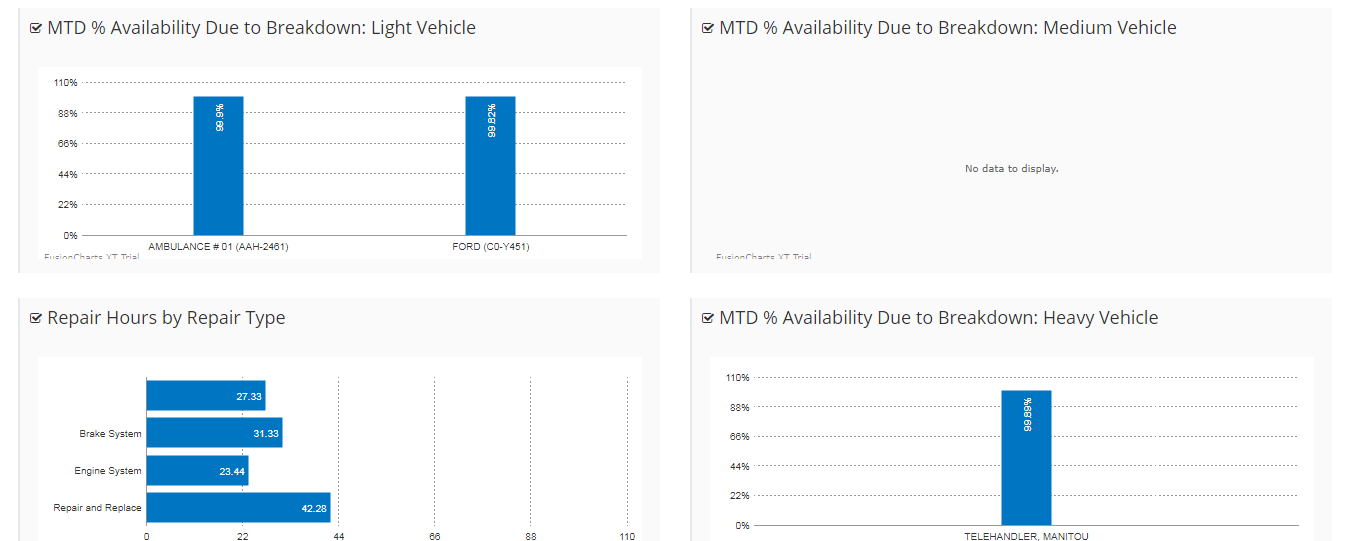 MTD % Availability Due to Breakdown: Light Vehicle
110%
88%
66%
44%
22%
0%
99.9%
99.82%
AMBULANCE # 01 (AAH-2461)
FORD (C0-Y451)
FusionCharts XT Trial
MTD % Availability Due to Breakdown: Medium Vehicle
No data to display.
FusionCharts XT Trial
Repair Hours by Repair Type
27.33
Brake System
31.33
Engine System
23.44
Repair and Replace
42.28
0
22
44
66
88
110
MTD % Availability Due to Breakdown: Heavy Vehicle
110%
88%
66%
44%
22%
0%
99.89%
TELEHANDLER, MANITOU